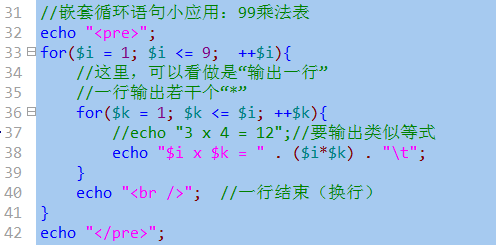 31 //嵌套循环语句小应用：99乘法表
32 echo "<pre>";
33 for($i = 1; $i <= 9;  ++$i){
34     //这里，可以看做是“输出一行”
35     //一行输出若干个“*”
36     for($k = 1; $k <= $i; ++$k){
37         //echo "3 x 4 = 12";//要输出类似等式
38         echo "$i x $k = " . ($i*$k) . "\t";
39     }
40     echo "<br />";  //一行结束（换行）
41 }
42 echo "</pre>";